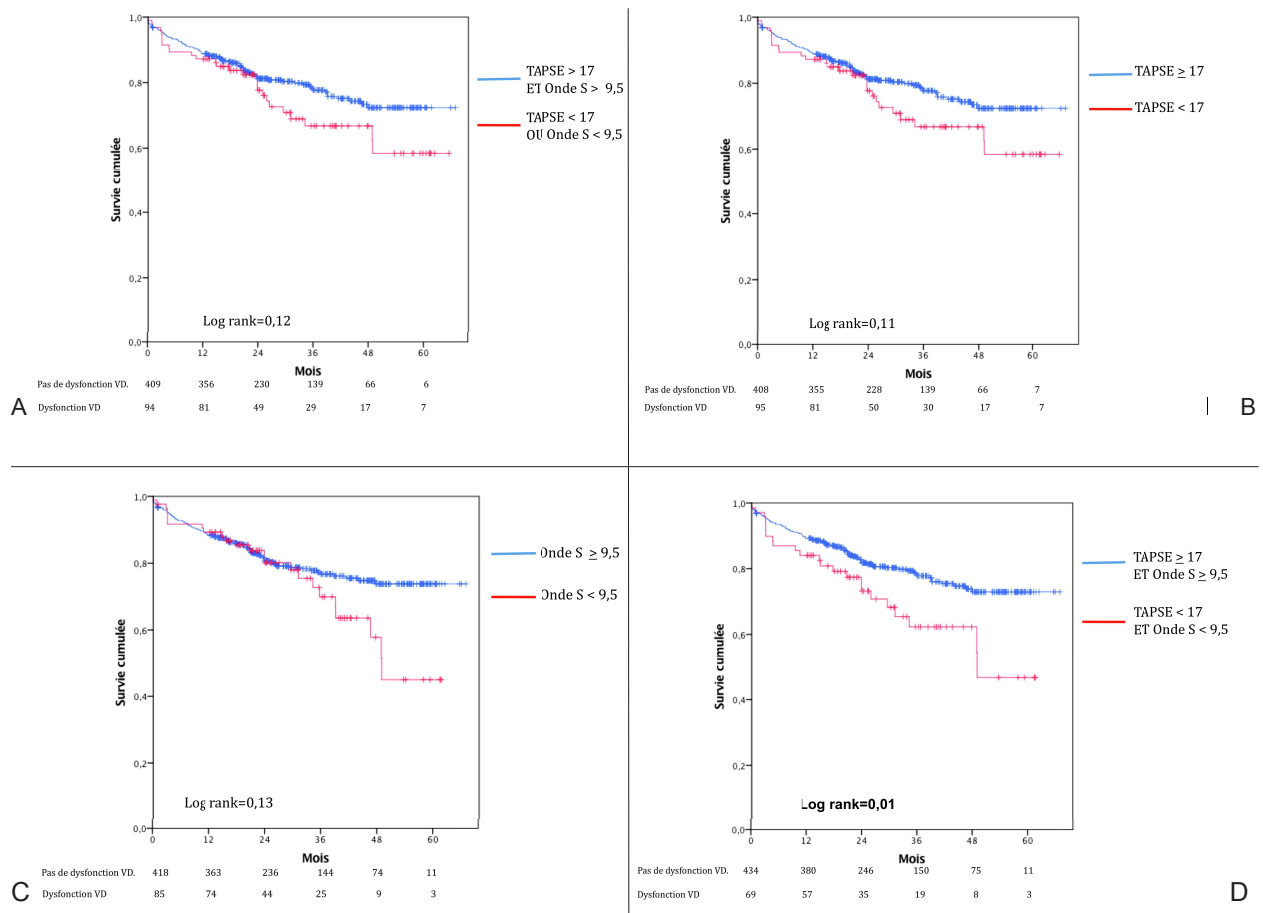 1,0
0,8
0,6
0,4
0,2
0,0
Survie cumulée
0 12 24 36 48 60
Mois
Log rank=0,12
TAPSE > 17
ET Onde S > 9,5
TAPSE < 17
OU Onde S < 9,5
Pas de dysfonction VD. 409 356 230 139 66 6
Dysfonction VD 94 81 49 29 17 7
A
1,0
0,8
0,6
0,4
0,2
0,0
Survie cumulée
0 12 24 36 48 60
Mois
Log rank=0,11
TAPSE ≥ 17
TAPSE < 17
Pas de dysfonction VD. 408 355 228 139 66 7
Dysfonction VD 95 81 50 30 17 7
B
1,0
0,8
0,6
0,4
0,2
0,0
Survie cumulée
0 12 24 36 48 60
Mois
Log rank=0,13
Onde S ≥ 9,5
Onde S < 9,5
Pas de dysfonction VD. 418 363 236 144 74 11
Dysfonction VD 85 74 44 25 9 3
C
1,0
0,8
0,6
0,4
0,2
0,0
Survie cumulée
0 12 24 36 48 60
Mois
Log rank=0,01
TAPSE ≥ 17
ET Onde S ≥ 9,5
TAPSE < 17
ET Onde S < 9,5
Pas de dysfonction VD. 434 380 246 150 75 11
Dysfonction VD 69 57 35 19 8 3
D